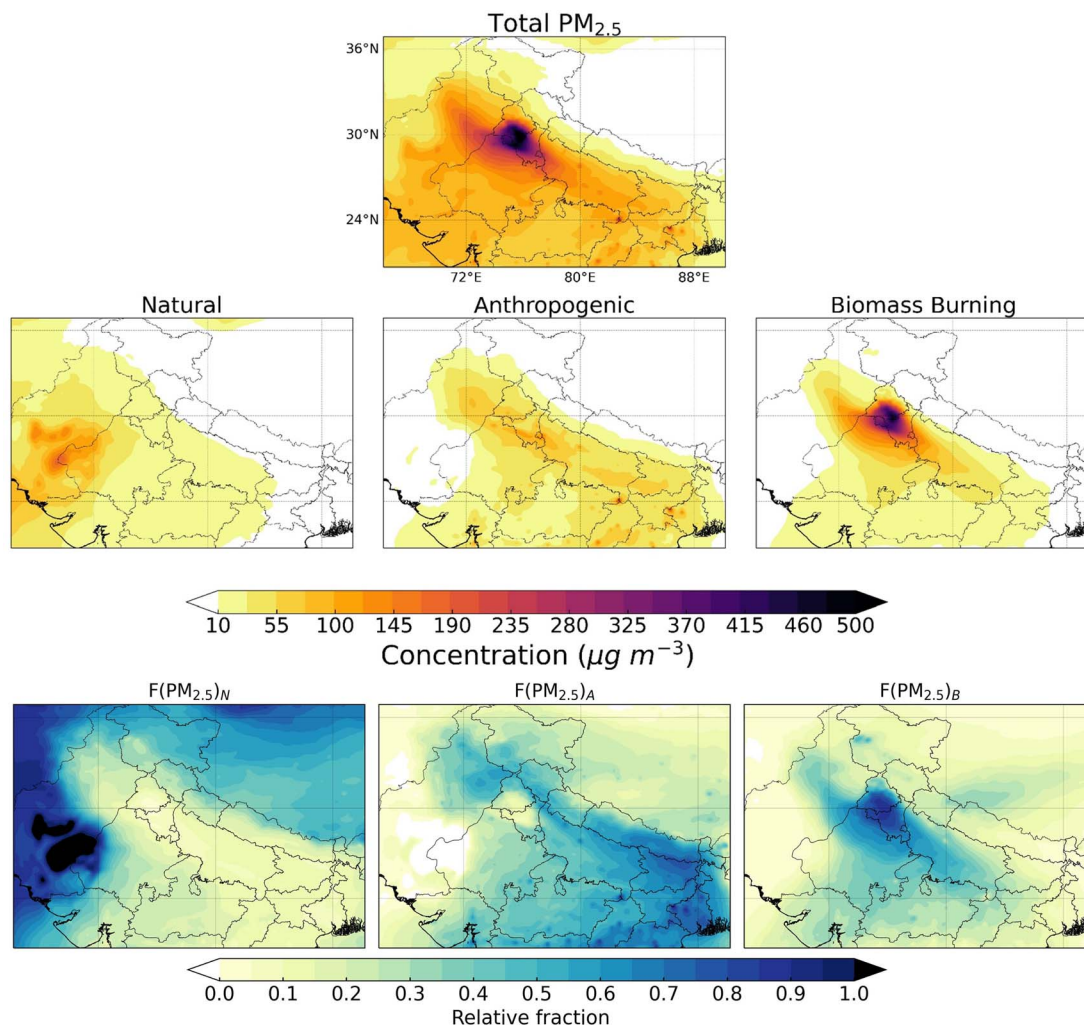 Total PM₂.₅
36°N
30°N
24°N
72°E 80°E 88°E
Natural Anthropogenic Biomass Burning
10 55 100 145 190 235 280 325 370 415 460 500
Concentration (μg m⁻³)
F(PM₂.₅)_N F(PM₂.₅)_A F(PM₂.₅)_B
0.0 0.1 0.2 0.3 0.4 0.5 0.6 0.7 0.8 0.9 1.0
Relative fraction